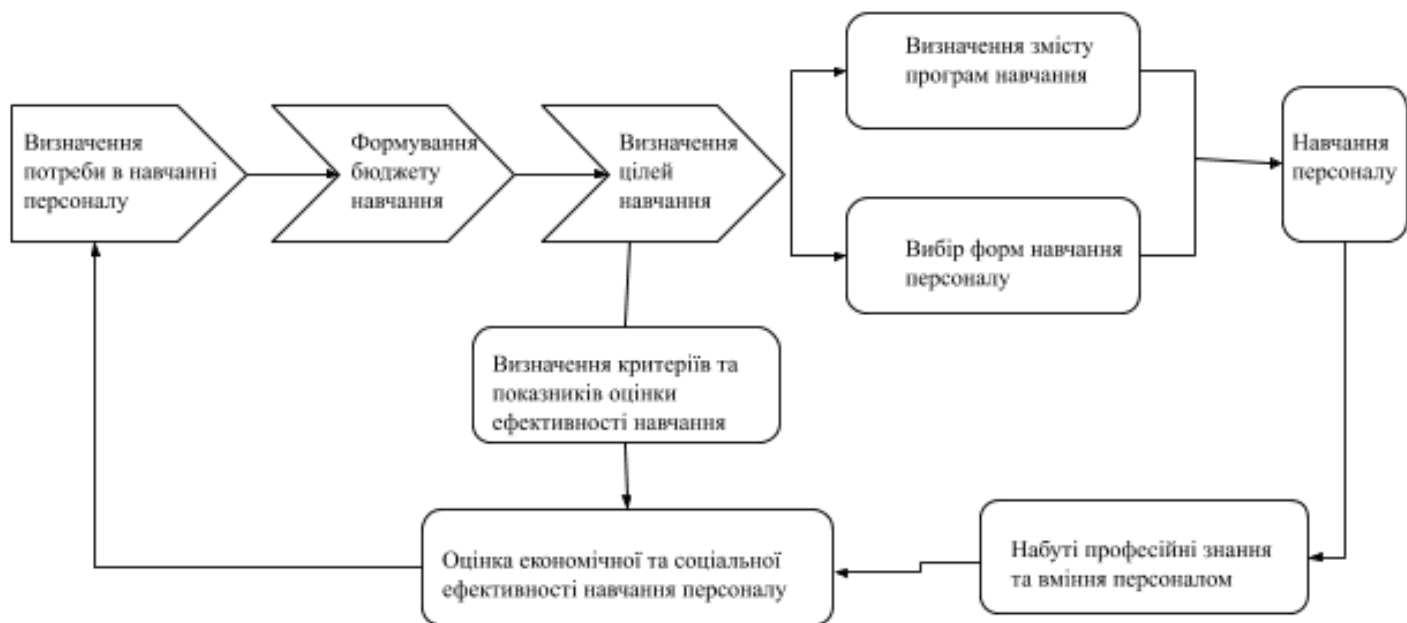 Визначення
потреби в навчанні
персоналу
Формування
бюджету
навчання
Визначення
цілей
навчання
Визначення змісту
програм навчання
Вибір форм навчання
персоналу
Навчання
персоналу
Визначення критеріїв та
показників оцінки
ефективності навчання
Оцінка економічної та соціальної
ефективності навчання персоналу
Набуті професійні знання
та вміння персоналом